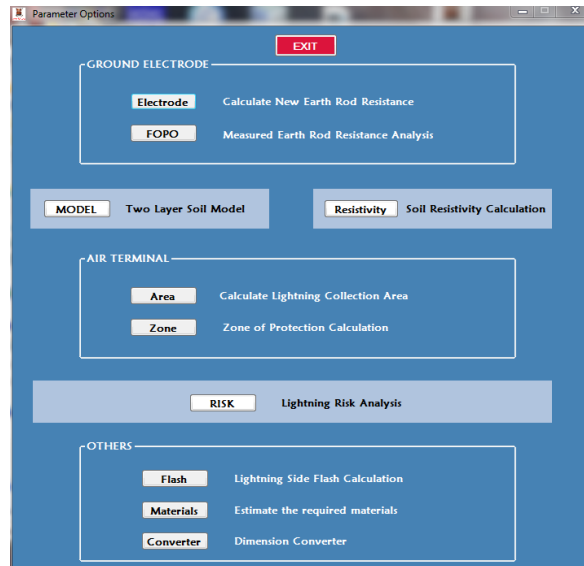 Parameter Options
EXIT
GROUND ELECTRODE
Electrode Calculate New Earth Rod Resistance
FOPO Measured Earth Rod Resistance Analysis
MODEL Two Layer Soil Model Resistivity Soil Resistivity Calculation
AIR TERMINAL
Area Calculate Lightning Collection Area
Zone Zone of Protection Calculation
RISK Lightning Risk Analysis
OTHERS
Flash Lightning Side Flash Calculation
Materials Estimate the required materials
Converter Dimension Converter